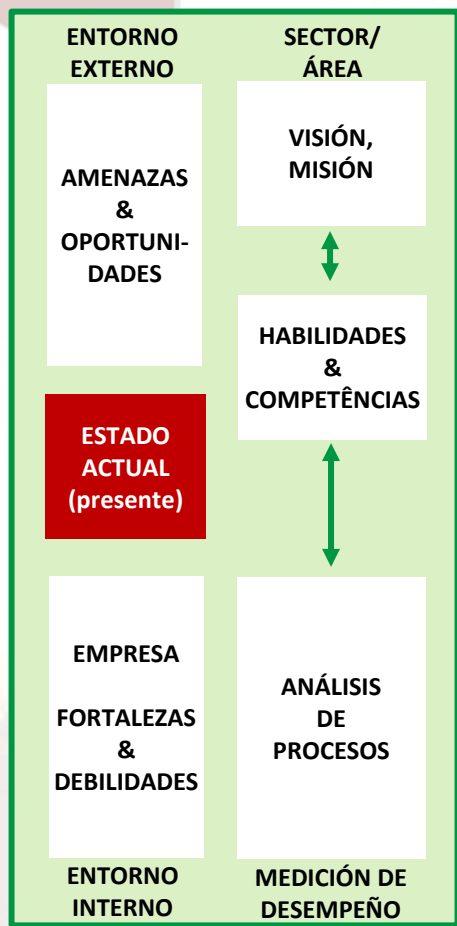 ENTORNO
EXTERNO
AMENAZAS
&
OPORTUNI-
DADES
ESTADO
ACTUAL
(presente)
EMPRESA
FORTALEZAS
&
DEBILIDADES
ENTORNO
INTERNO
SECTOR/
ÁREA
VISIÓN,
MISIÓN
HABILIDADES
&
COMPETÊNCIAS
ANÁLISIS
DE
PROCESOS
MEDICIÓN DE
DESEMPEÑO